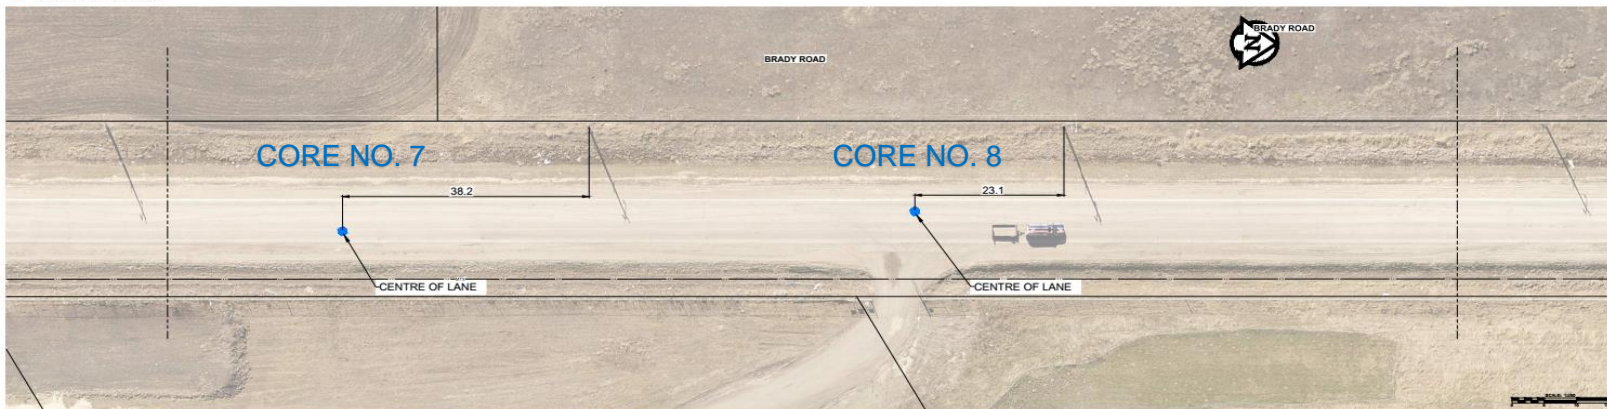 BRADY ROAD
BRADY ROAD
N
CORE NO. 7
CORE NO. 8
38.2
23.1
CENTRE OF LANE
CENTRE OF LANE